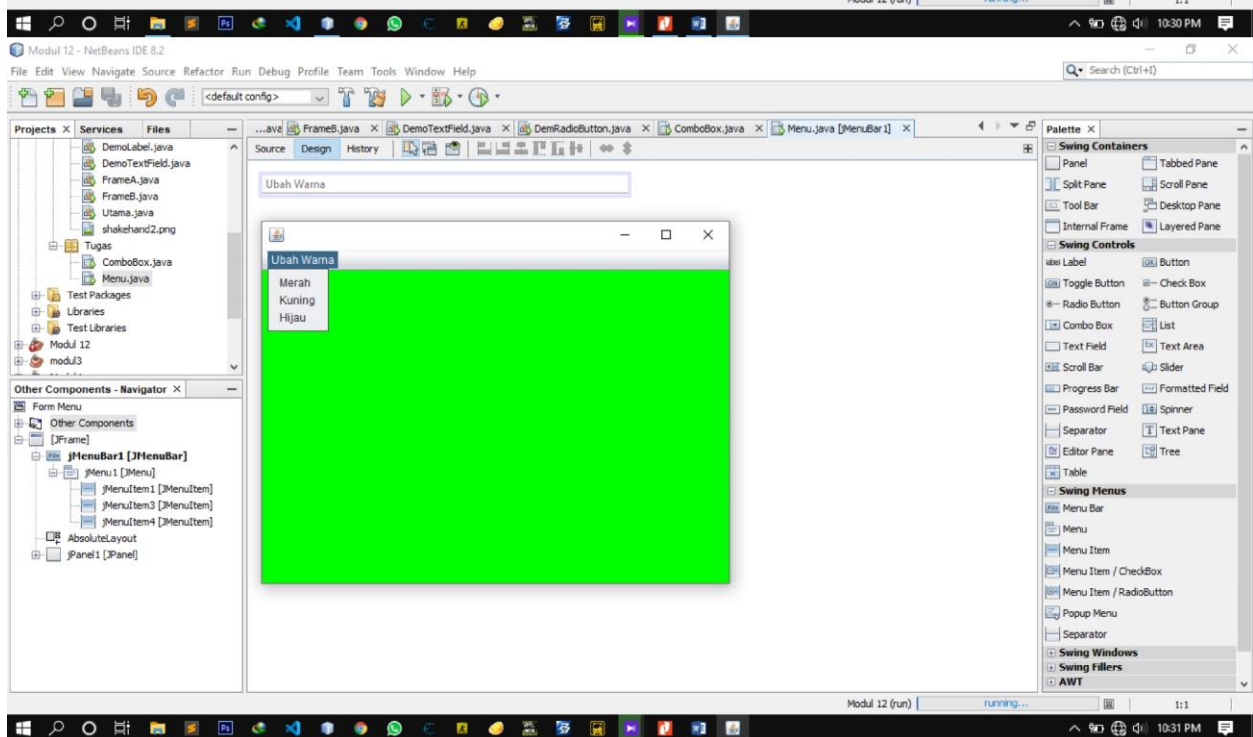 Modul 12 (run) running... 1:1
10:30 PM
Modul 12 - NetBeans IDE 8.2
File Edit View Navigate Source Refactor Run Debug Profile Team Tools Window Help
Search (Ctrl+I)
<default config>
Projects Services Files
...ava FrameB.java DemoTextField.java DemRadioButton.java ComboBox.java Menu.java [jMenuBar1]
Palette
Source Design History
DemoLabel.java
DemoTextField.java
FrameA.java
FrameB.java
Utama.java
shakehand2.png
Tugas
ComboBox.java
Menu.java
Test Packages
Libraries
Test Libraries
Modul 12
modul3
Other Components - Navigator
Form Menu
Other Components
[JFrame]
jMenuBar1 [JMenuBar]
jMenu1 [JMenu]
jMenuItem1 [JMenuItem]
jMenuItem3 [JMenuItem]
jMenuItem4 [JMenuItem]
AbsoluteLayout
jPanel1 [JPanel]
Ubah Warna
Ubah Warna
Merah
Kuning
Hijau
Swing Containers
Panel Tabbed Pane
Split Pane Scroll Pane
Tool Bar Desktop Pane
Internal Frame Layered Pane
Swing Controls
label Label Button
Toggle Button Check Box
Radio Button Button Group
Combo Box List
Text Field Text Area
Scroll Bar Slider
Progress Bar Formatted Field
Password Field Spinner
Separator Text Pane
Editor Pane Tree
Table
Swing Menus
Menu Bar
Menu
Menu Item
Menu Item / CheckBox
Menu Item / RadioButton
Popup Menu
Separator
Swing Windows
Swing Fillers
AWT
Modul 12 (run) running... 1:1
10:31 PM